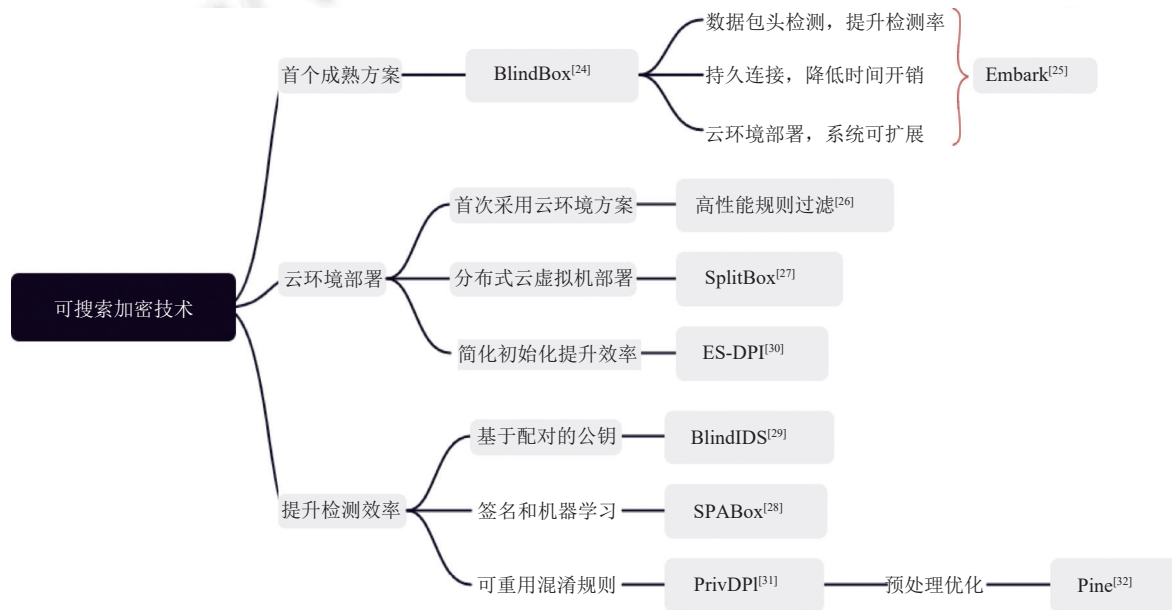 数据包头检测，提升检测率
首个成熟方案
BlindBox[24]
持久连接，降低时间开销
Embark[25]
云环境部署，系统可扩展
首次采用云环境方案
高性能规则过滤[26]
云环境部署
分布式云虚拟机部署
SplitBox[27]
可搜索加密技术
简化初始化提升效率
ES-DPI[30]
基于配对的公钥
BlindIDS[29]
提升检测效率
签名和机器学习
SPABox[28]
可重用混淆规则
PrivDPl[31]
预处理优化
Pine[32]